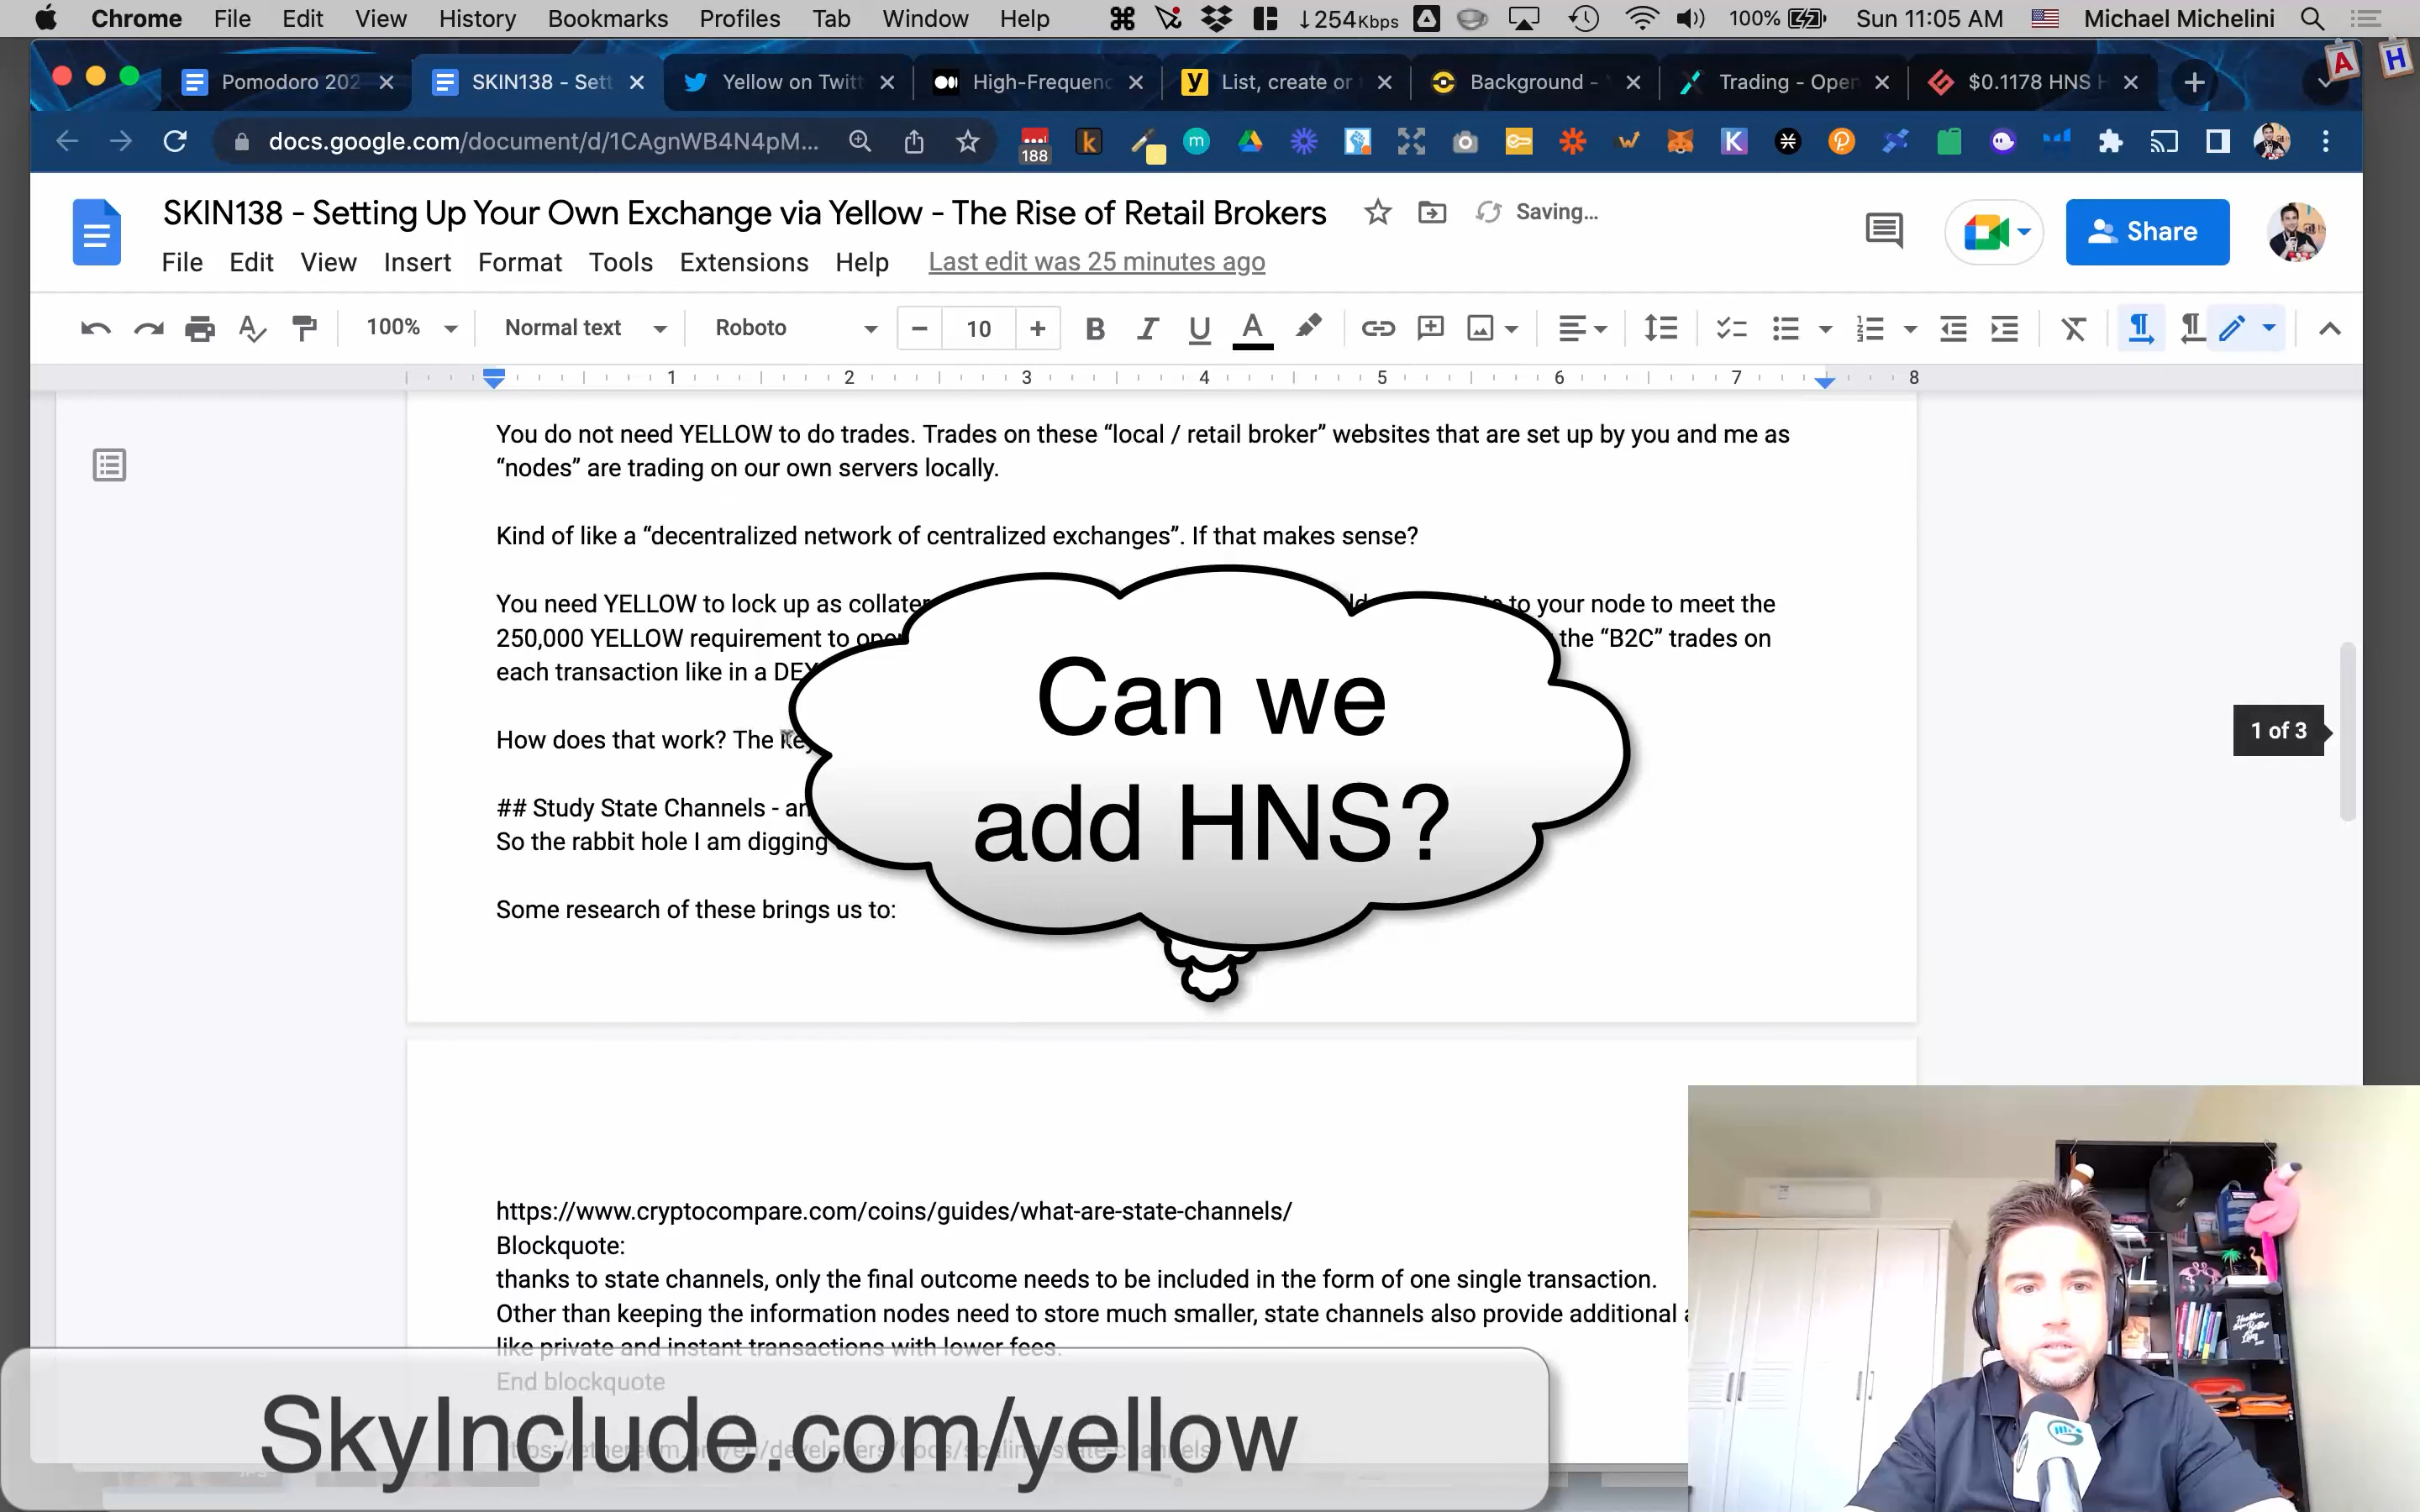 Chrome File Edit View History Bookmarks Profiles Tab Window Help ↓254Kbps 100% Sun 11:05 AM Michael Michelini
Pomodoro 202 SKIN138 - Sett Yellow on Twitt High-Frequenc List, create or Background - Trading - Open $0.1178 HNS
A H
docs.google.com/document/d/1CAgnWB4N4pM... 188
SKIN138 - Setting Up Your Own Exchange via Yellow - The Rise of Retail Brokers Saving...
Share
File Edit View Insert Format Tools Extensions Help Last edit was 25 minutes ago
100% Normal text Roboto − 10 + B I U A
1 2 3 4 5 6 7 8
You do not need YELLOW to do trades. Trades on these “local / retail broker” websites that are set up by you and me as
“nodes” are trading on our own servers locally.
Kind of like a “decentralized network of centralized exchanges”. If that makes sense?
You need YELLOW to lock up as to your node to meet the
250,000 YELLOW requirement to the “B2C” trades on
each transaction like in a DEX
How does that work? The key
## Study State Channels -
So the rabbit hole I am digging
Some research of these brings us to:
Can we
add HNS?
1 of 3
https://www.cryptocompare.com/coins/guides/what-are-state-channels/
Blockquote:
thanks to state channels, only the final outcome needs to be included in the form of one single transaction.
Other than keeping the information nodes need to store much smaller, state channels also provide additional
like private and instant transactions with lower fees.
End blockquote
SkyInclude.com/yellow